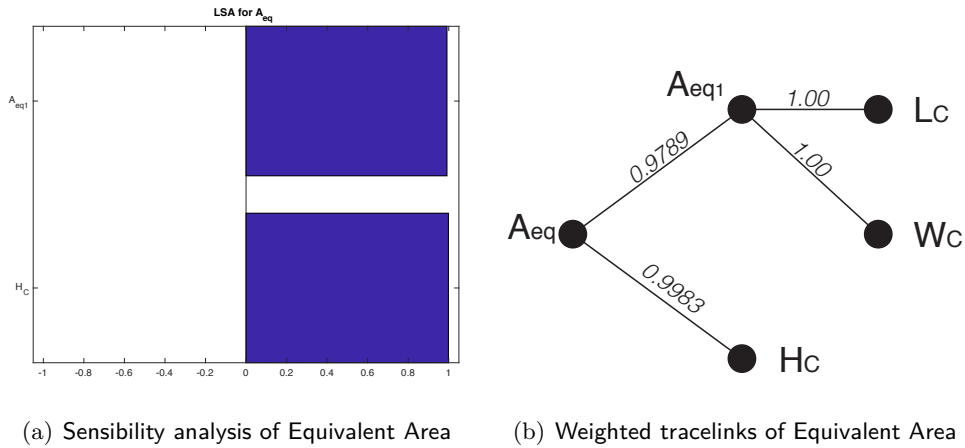 LSA for A_eq
A_eq1
H_C
-1 -0.8 -0.6 -0.4 -0.2 0 0.2 0.4 0.6 0.8 1
(a) Sensibility analysis of Equivalent Area
Aeq1
1.00
LC
0.9789
1.00
Aeq
WC
0.9983
HC
(b) Weighted tracelinks of Equivalent Area